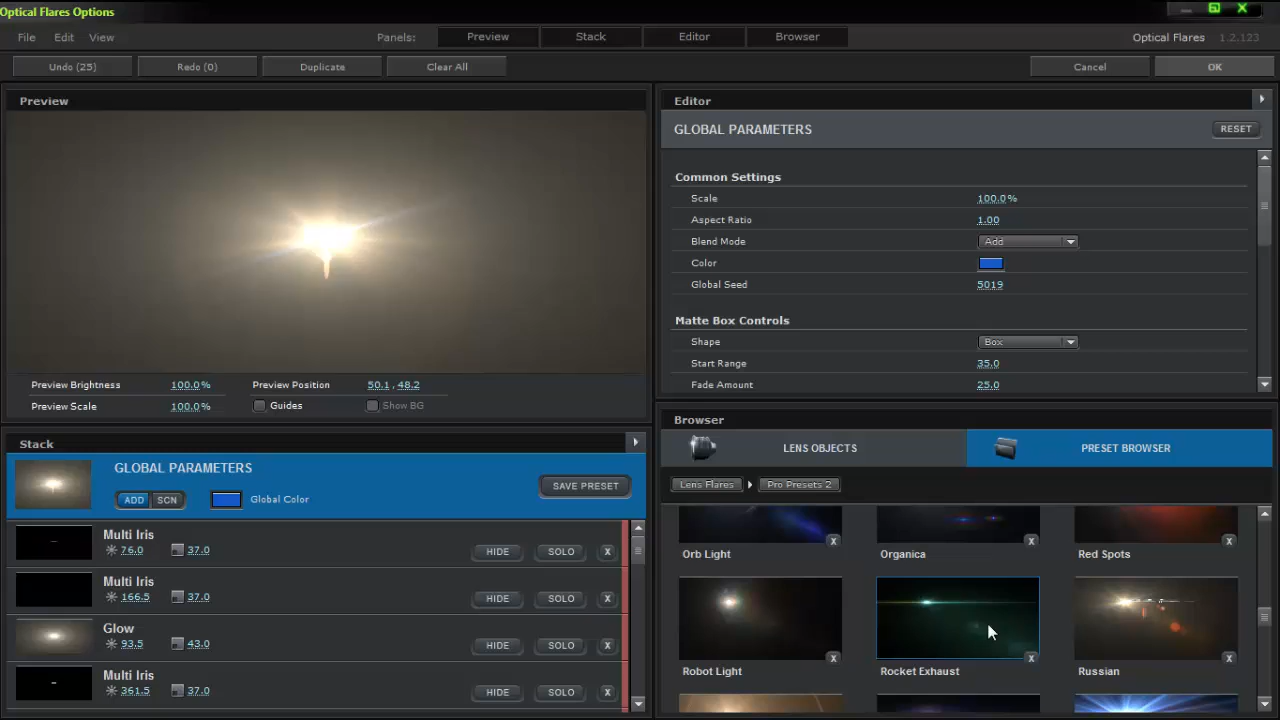 Optical Flares Options
File Edit View Panels: Preview Stack Editor Browser Optical Flares 1.2.123
Undo (25) Redo (0) Duplicate Clear All Cancel OK
Preview
Preview Brightness 100.0% Preview Position 50.1 , 48.2
Preview Scale 100.0% Guides Show BG
Editor
GLOBAL PARAMETERS RESET
Common Settings
Scale 100.0%
Aspect Ratio 1.00
Blend Mode Add
Color
Global Seed 5019
Matte Box Controls
Shape Box
Start Range 35.0
Fade Amount 25.0
Stack
GLOBAL PARAMETERS
ADD SCN Global Color SAVE PRESET
Multi Iris
76.0 37.0 HIDE SOLO X
Multi Iris
166.5 37.0 HIDE SOLO X
Glow
93.5 43.0 HIDE SOLO X
Multi Iris
361.5 37.0 HIDE SOLO X
Browser
LENS OBJECTS PRESET BROWSER
Lens Flares Pro Presets 2
X X X
Orb Light Organica Red Spots
X X X
Robot Light Rocket Exhaust Russian